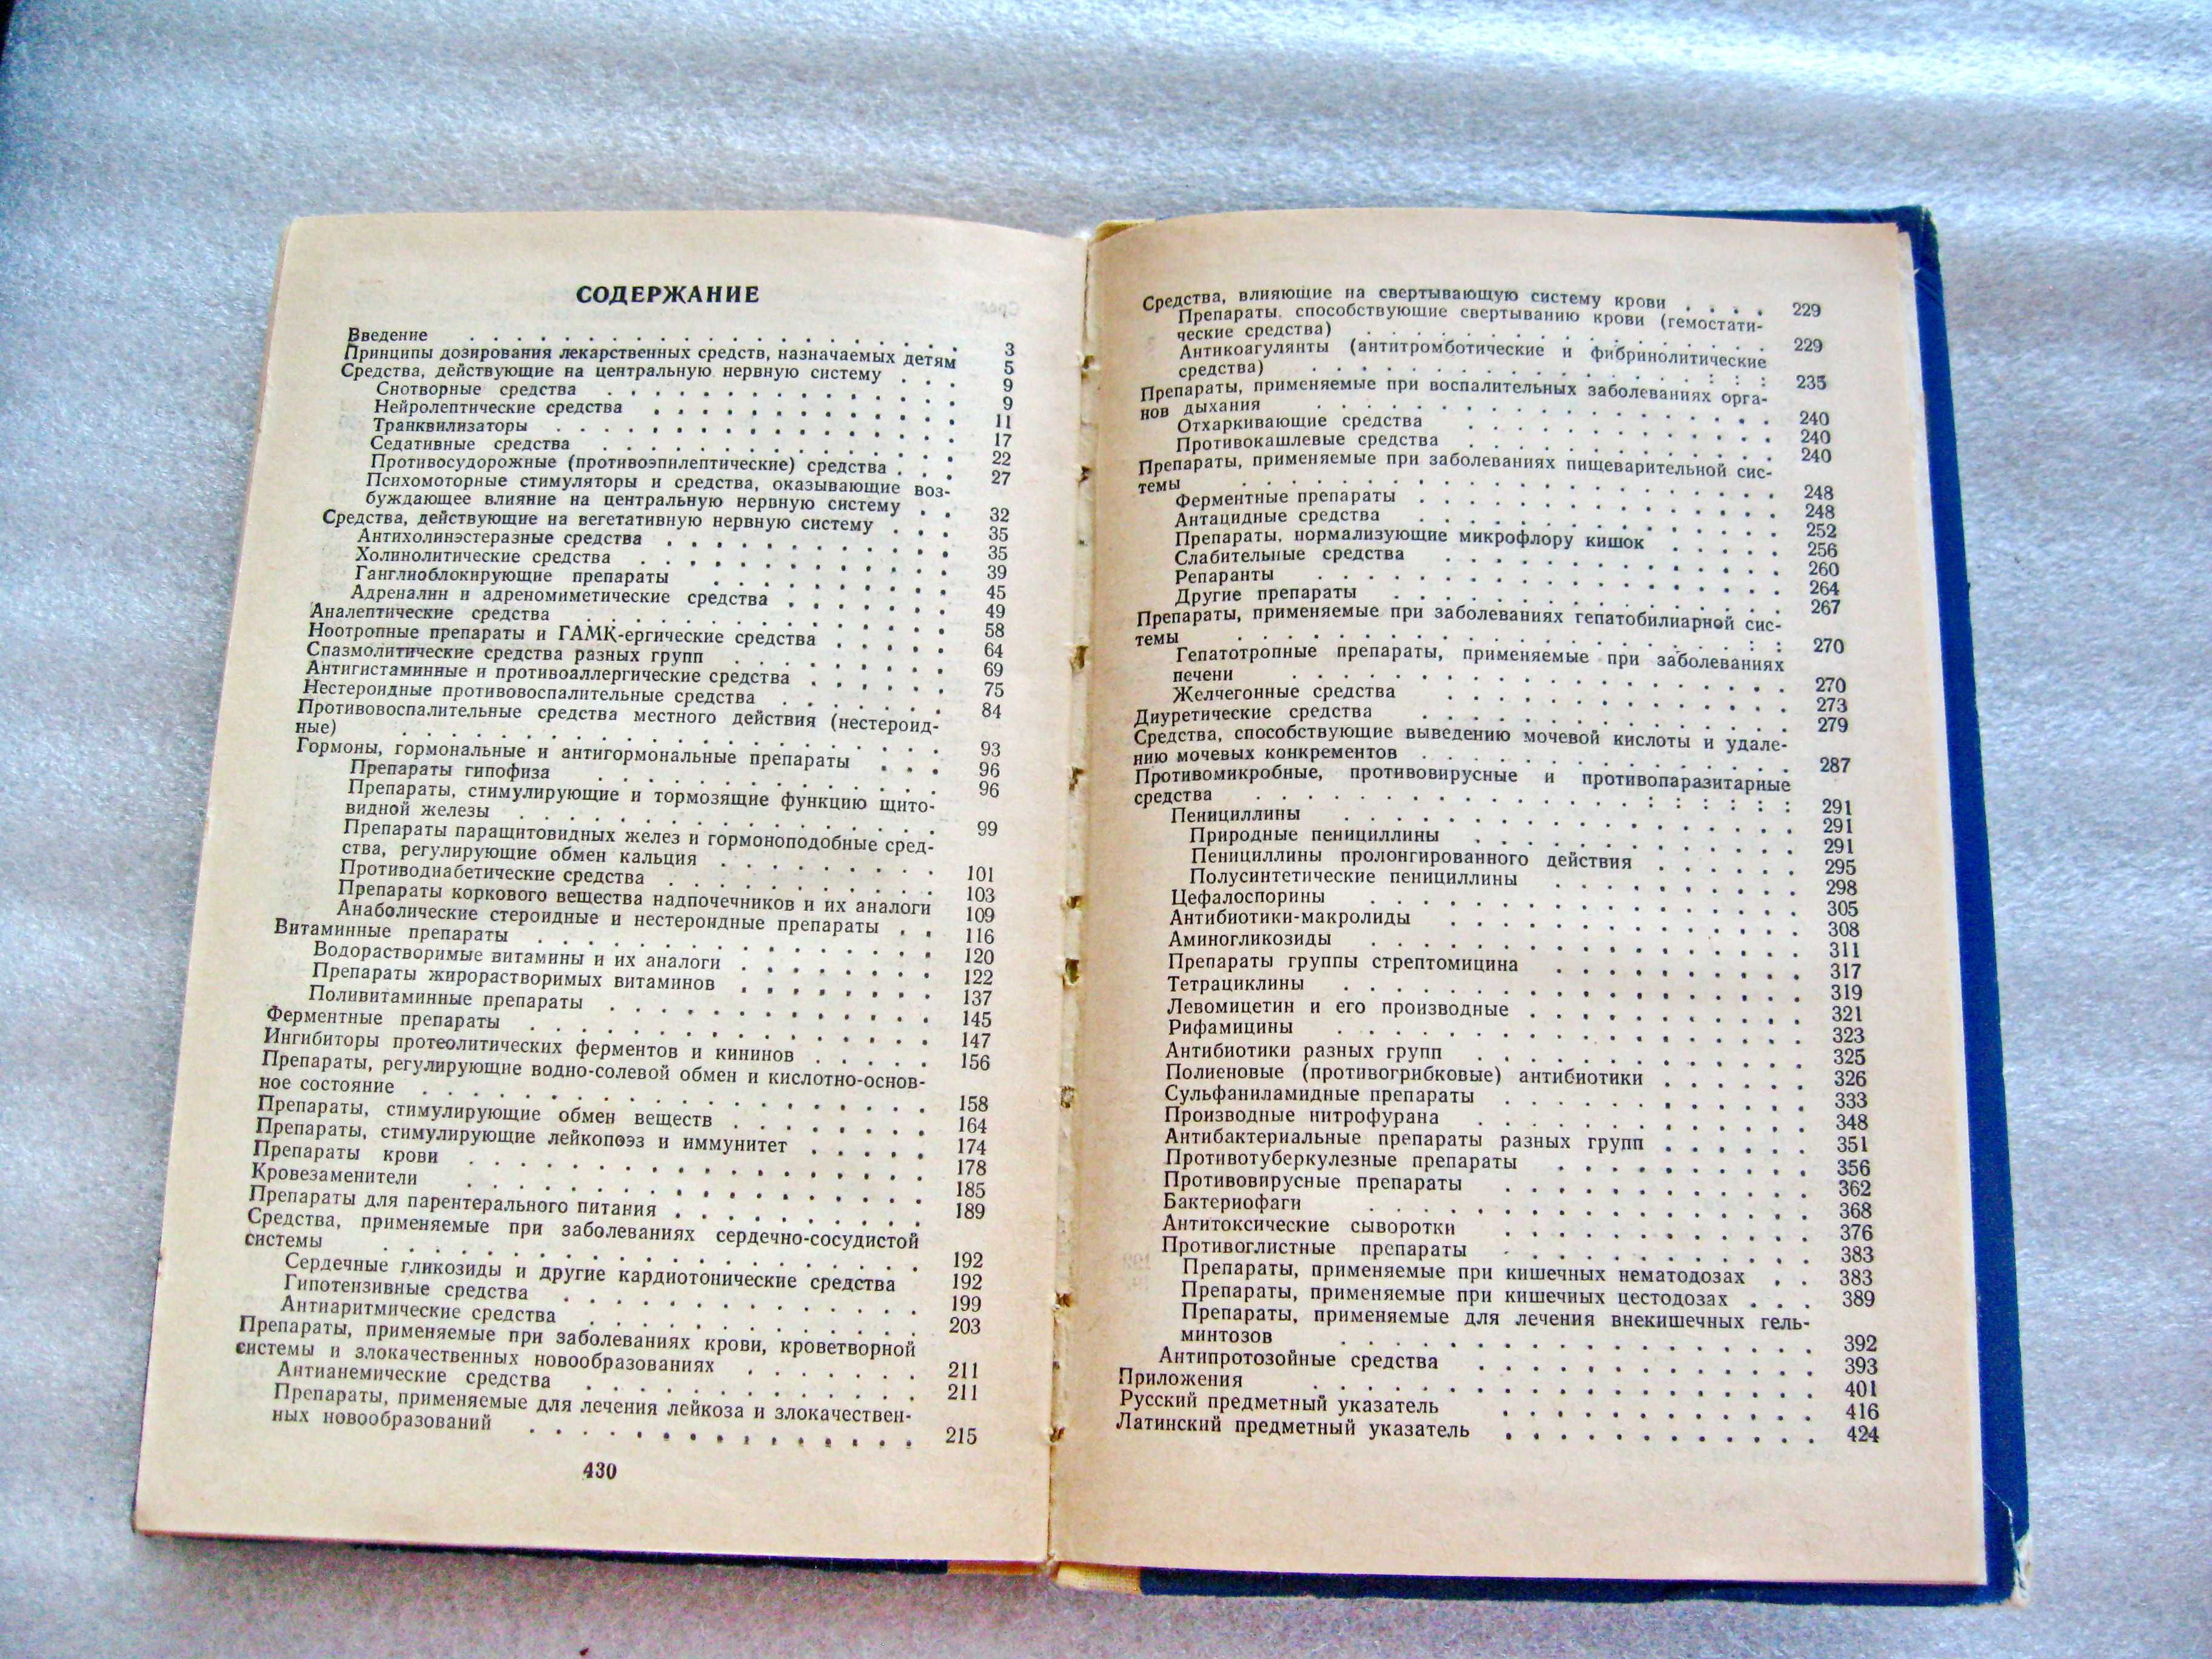 СОДЕРЖАНИЕ
Введение . . . . . . . . . . . . . . . . 3
Принципы дозирования лекарственных средств, назначаемых детям 5
Средства, действующие на центральную нервную систему . . . 9
Снотворные средства . . . . . . . . . . . . 9
Нейролептические средства . . . . . . . . . . 11
Транквилизаторы . . . . . . . . . . . . . 17
Седативные средства . . . . . . . . . . . . 22
Противосудорожные (противоэпилептические) средства . . . 27
Психомоторные стимуляторы и средства, оказывающие воз-
буждающее влияние на центральную нервную систему . . 32
Средства, действующие на вегетативную нервную систему . . . 35
Антихолинэстеразные средства . . . . . . . . . 35
Холинолитические средства . . . . . . . . . . 39
Ганглиоблокирующие препараты . . . . . . . . 45
Адреналин и адреномиметические средства . . . . . . 49
Аналептические средства . . . . . . . . . . . 58
Ноотропные препараты и ГАМК-ергические средства . . . . . 64
Спазмолитические средства разных групп . . . . . . . 69
Антигистаминные и противоаллергические средства . . . . . 75
Нестероидные противовоспалительные средства . . . . . . 84
Противовоспалительные средства местного действия (нестероид-
ные) . . . . . . . . . . . . . . . . 93
Гормоны, гормональные и антигормональные препараты . . . 96
Препараты гипофиза . . . . . . . . . . . . 96
Препараты, стимулирующие и тормозящие функцию щито-
видной железы . . . . . . . . . . . . . 99
Препараты паращитовидных желез и гормоноподобные сред-
ства, регулирующие обмен кальция . . . . . . . . 101
Противодиабетические средства . . . . . . . . . 103
Препараты коркового вещества надпочечников и их аналоги 109
Анаболические стероидные и нестероидные препараты . . 116
Витаминные препараты . . . . . . . . . . . . 120
Водорастворимые витамины и их аналоги . . . . . . . 122
Препараты жирорастворимых витаминов . . . . . . . 137
Поливитаминные препараты . . . . . . . . . . 145
Ферментные препараты . . . . . . . . . . . . 147
Ингибиторы протеолитических ферментов и кининов . . . . . 156
Препараты, регулирующие водно-солевой обмен и кислотно-основ-
ное состояние . . . . . . . . . . . . . . 158
Препараты, стимулирующие обмен веществ . . . . . . . 164
Препараты, стимулирующие лейкопоэз и иммунитет . . . . . 174
Препараты крови . . . . . . . . . . . . . 178
Кровезаменители . . . . . . . . . . . . . 185
Препараты для парентерального питания . . . . . . . . 189
Средства, применяемые при заболеваниях сердечно-сосудистой
системы . . . . . . . . . . . . . . . 192
Сердечные гликозиды и другие кардиотонические средства 192
Гипотензивные средства . . . . . . . . . . . 199
Антиаритмические средства . . . . . . . . . . 203
Препараты, применяемые при заболеваниях крови, кроветворной
системы и злокачественных новообразованиях . . . . . . 211
Антианемические средства . . . . . . . . . . 211
Препараты, применяемые для лечения лейкоза и злокачествен-
ных новообразований . . . . . . . . . . . . 215
430
Средства, влияющие на свертывающую систему крови . . . . 229
Препараты, способствующие свертыванию крови (гемостати-
ческие средства) . . . . . . . . . . . . 229
Антикоагулянты (антитромботические и фибринолитические
средства) . . . . . . . . . . . . . . 235
Препараты, применяемые при воспалительных заболеваниях орга-
нов дыхания . . . . . . . . . . . . . . 240
Отхаркивающие средства . . . . . . . . . . 240
Противокашлевые средства . . . . . . . . . . 240
Препараты, применяемые при заболеваниях пищеварительной сис-
темы . . . . . . . . . . . . . . . . 248
Ферментные препараты . . . . . . . . . . . 248
Антацидные средства . . . . . . . . . . . 252
Препараты, нормализующие микрофлору кишок . . . . . 256
Слабительные средства . . . . . . . . . . . 260
Репаранты . . . . . . . . . . . . . . 264
Другие препараты . . . . . . . . . . . . 267
Препараты, применяемые при заболеваниях гепатобилиарной сис-
темы . . . . . . . . . . . . . . . . 270
Гепатотропные препараты, применяемые при заболеваниях
печени . . . . . . . . . . . . . . . 270
Желчегонные средства . . . . . . . . . . . 273
Диуретические средства . . . . . . . . . . . . 279
Средства, способствующие выведению мочевой кислоты и удале-
нию мочевых конкрементов . . . . . . . . . . . 287
Противомикробные, противовирусные и противопаразитарные
средства . . . . . . . . . . . . . . . 291
Пенициллины . . . . . . . . . . . . . 291
Природные пенициллины . . . . . . . . . . 291
Пенициллины пролонгированного действия . . . . . . 295
Полусинтетические пенициллины . . . . . . . . 298
Цефалоспорины . . . . . . . . . . . . . 305
Антибиотики-макролиды . . . . . . . . . . . 308
Аминогликозиды . . . . . . . . . . . . . 311
Препараты группы стрептомицина . . . . . . . . 317
Тетрациклины . . . . . . . . . . . . . 319
Левомицетин и его производные . . . . . . . . . 321
Рифамицины . . . . . . . . . . . . . . 323
Антибиотики разных групп . . . . . . . . . . 325
Полиеновые (противогрибковые) антибиотики . . . . . . 326
Сульфаниламидные препараты . . . . . . . . . 333
Производные нитрофурана . . . . . . . . . . 348
Антибактериальные препараты разных групп . . . . . . 351
Противотуберкулезные препараты . . . . . . . . 356
Противовирусные препараты . . . . . . . . . . 362
Бактериофаги . . . . . . . . . . . . . 368
Антитоксические сыворотки . . . . . . . . . . 376
Противоглистные препараты . . . . . . . . . . 383
Препараты, применяемые при кишечных нематодозах . . 383
Препараты, применяемые при кишечных цестодозах . . . 389
Препараты, применяемые для лечения внекишечных гель-
минтозов . . . . . . . . . . . . . . 392
Антипротозойные средства . . . . . . . . . . 393
Приложения . . . . . . . . . . . . . . 401
Русский предметный указатель . . . . . . . . . . 416
Латинский предметный указатель . . . . . . . . . 424